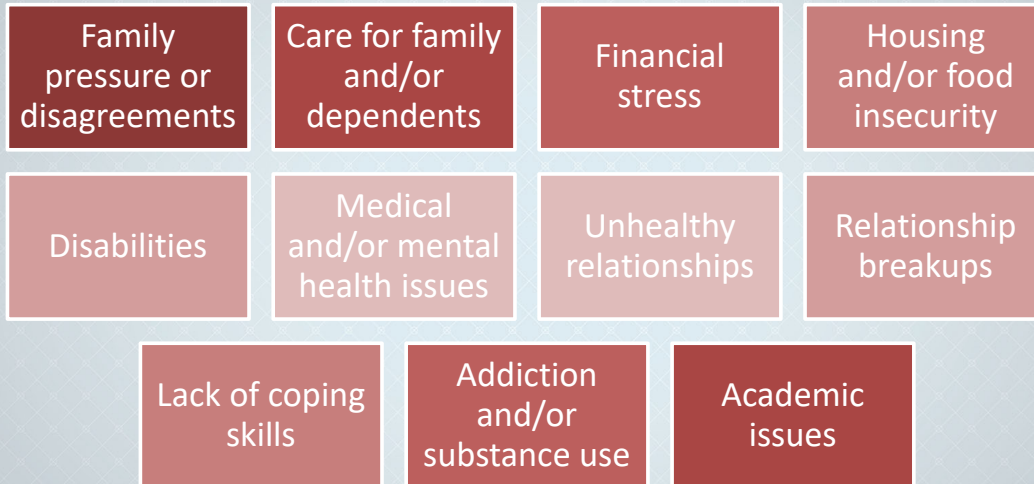 Family
pressure or
disagreements
Care for family
and/or
dependents
Financial
stress
Housing
and/or food
insecurity
Disabilities
Medical
and/or mental
health issues
Unhealthy
relationships
Relationship
breakups
Lack of coping
skills
Addiction
and/or
substance use
Academic
issues